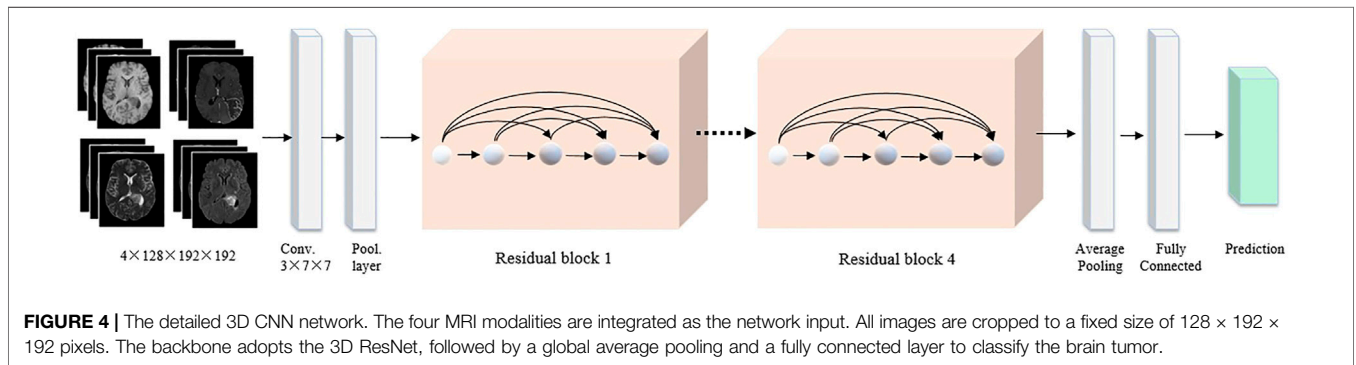 4×128×192×192
Conv.
3×7×7
Pool.
layer
Residual block 1
Residual block 4
Average
Pooling
Fully
Connected
Prediction
FIGURE 4 | The detailed 3D CNN network. The four MRI modalities are integrated as the network input. All images are cropped to a fixed size of 128 × 192 ×
192 pixels. The backbone adopts the 3D ResNet, followed by a global average pooling and a fully connected layer to classify the brain tumor.